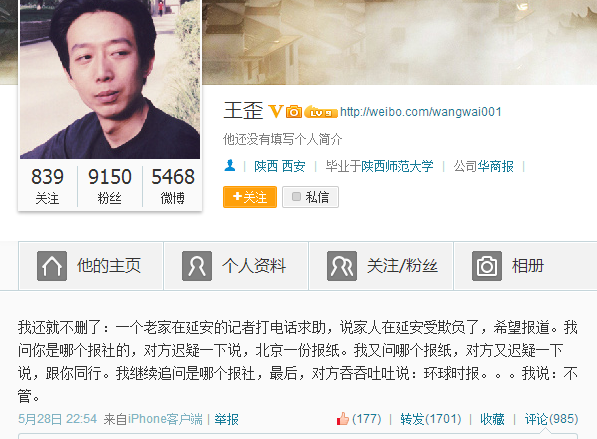 王歪 V LV 9 http://weibo.com/wangwai001
他还没有填写个人简介
陕西 西安 | 毕业于陕西师范大学 | 公司华商报 |
839 9150 5468
关注 粉丝 微博
+关注 私信
他的主页 个人资料 关注/粉丝 相册
我还就不删了：一个老家在延安的记者打电话求助，说家人在延安受欺负了，希望报道。我
问你是哪个报社的，对方迟疑一下说，北京一份报纸。我又问哪个报纸，对方又迟疑一下
说，跟你同行。我继续追问是哪个报社，最后，对方吞吞吐吐说：环球时报。。。我说：不
管。
5月28日 22:54 来自iPhone客户端 | 举报 (177) | 转发(1701) | 收藏 | 评论(985)